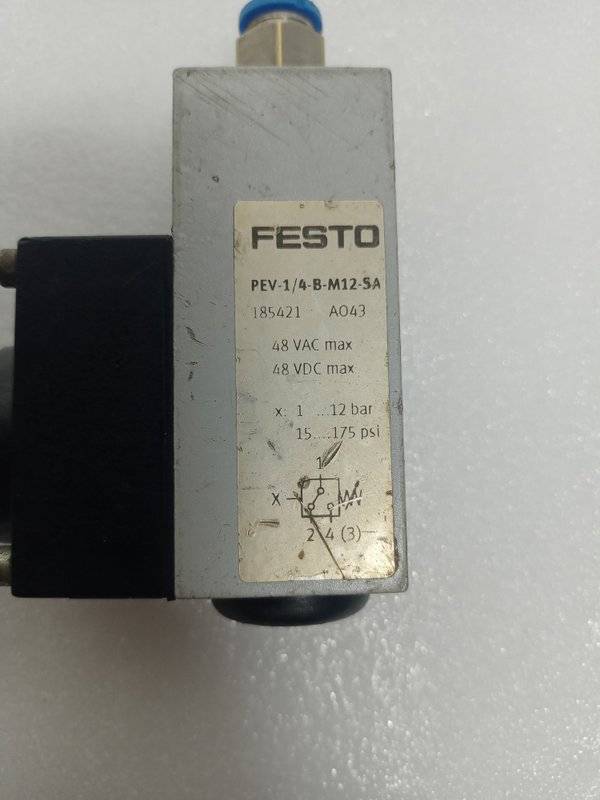 FESTO
PEV-1/4-B-M12-SA
185421 AO43
48 VAC max
48 VDC max
x: 1 ...12 bar
15....175 psi
1
X
2 4 (3)